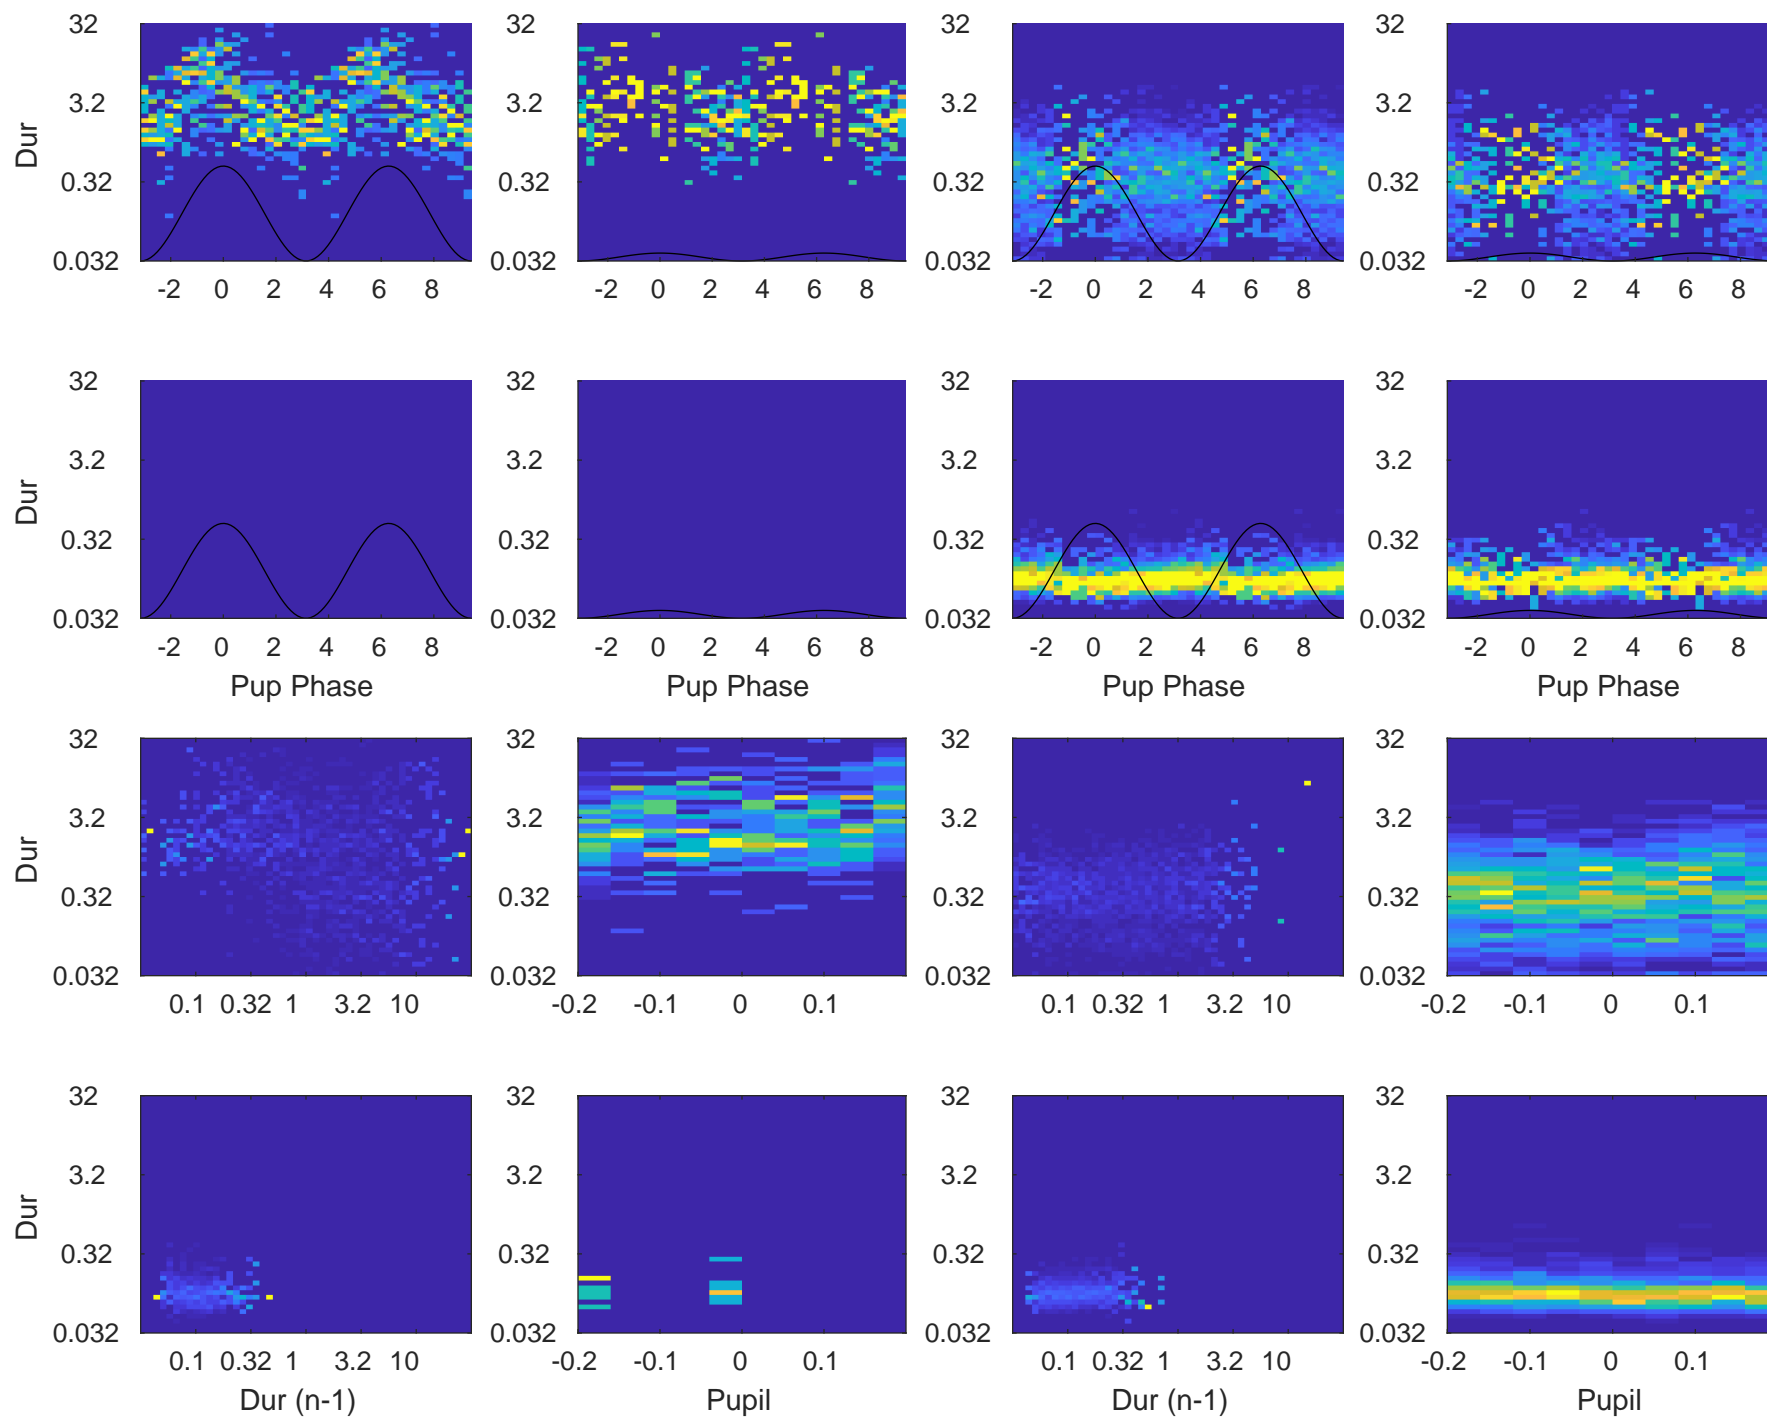 32 32 32 32
Dur 3.2 3.2 3.2 3.2
0.32 0.32 0.32 0.32
0.032 0.032 0.032 0.032
-2 0 2 4 6 8 -2 0 2 4 6 8 -2 0 2 4 6 8 -2 0 2 4 6 8
32 32 32 32
Dur 3.2 3.2 3.2 3.2
0.32 0.32 0.32 0.32
0.032 0.032 0.032 0.032
-2 0 2 4 6 8 -2 0 2 4 6 8 -2 0 2 4 6 8 -2 0 2 4 6 8
Pup Phase Pup Phase Pup Phase Pup Phase
32 32 32 32
Dur 3.2 3.2 3.2 3.2
0.32 0.32 0.32 0.32
0.032 0.032 0.032 0.032
0.1 0.32 1 3.2 10 -0.2 -0.1 0 0.1 0.1 0.32 1 3.2 10 -0.2 -0.1 0 0.1
32 32 32 32
Dur 3.2 3.2 3.2 3.2
0.32 0.32 0.32 0.32
0.032 0.032 0.032 0.032
0.1 0.32 1 3.2 10 -0.2 -0.1 0 0.1 0.1 0.32 1 3.2 10 -0.2 -0.1 0 0.1
Dur (n-1) Pupil Dur (n-1) Pupil